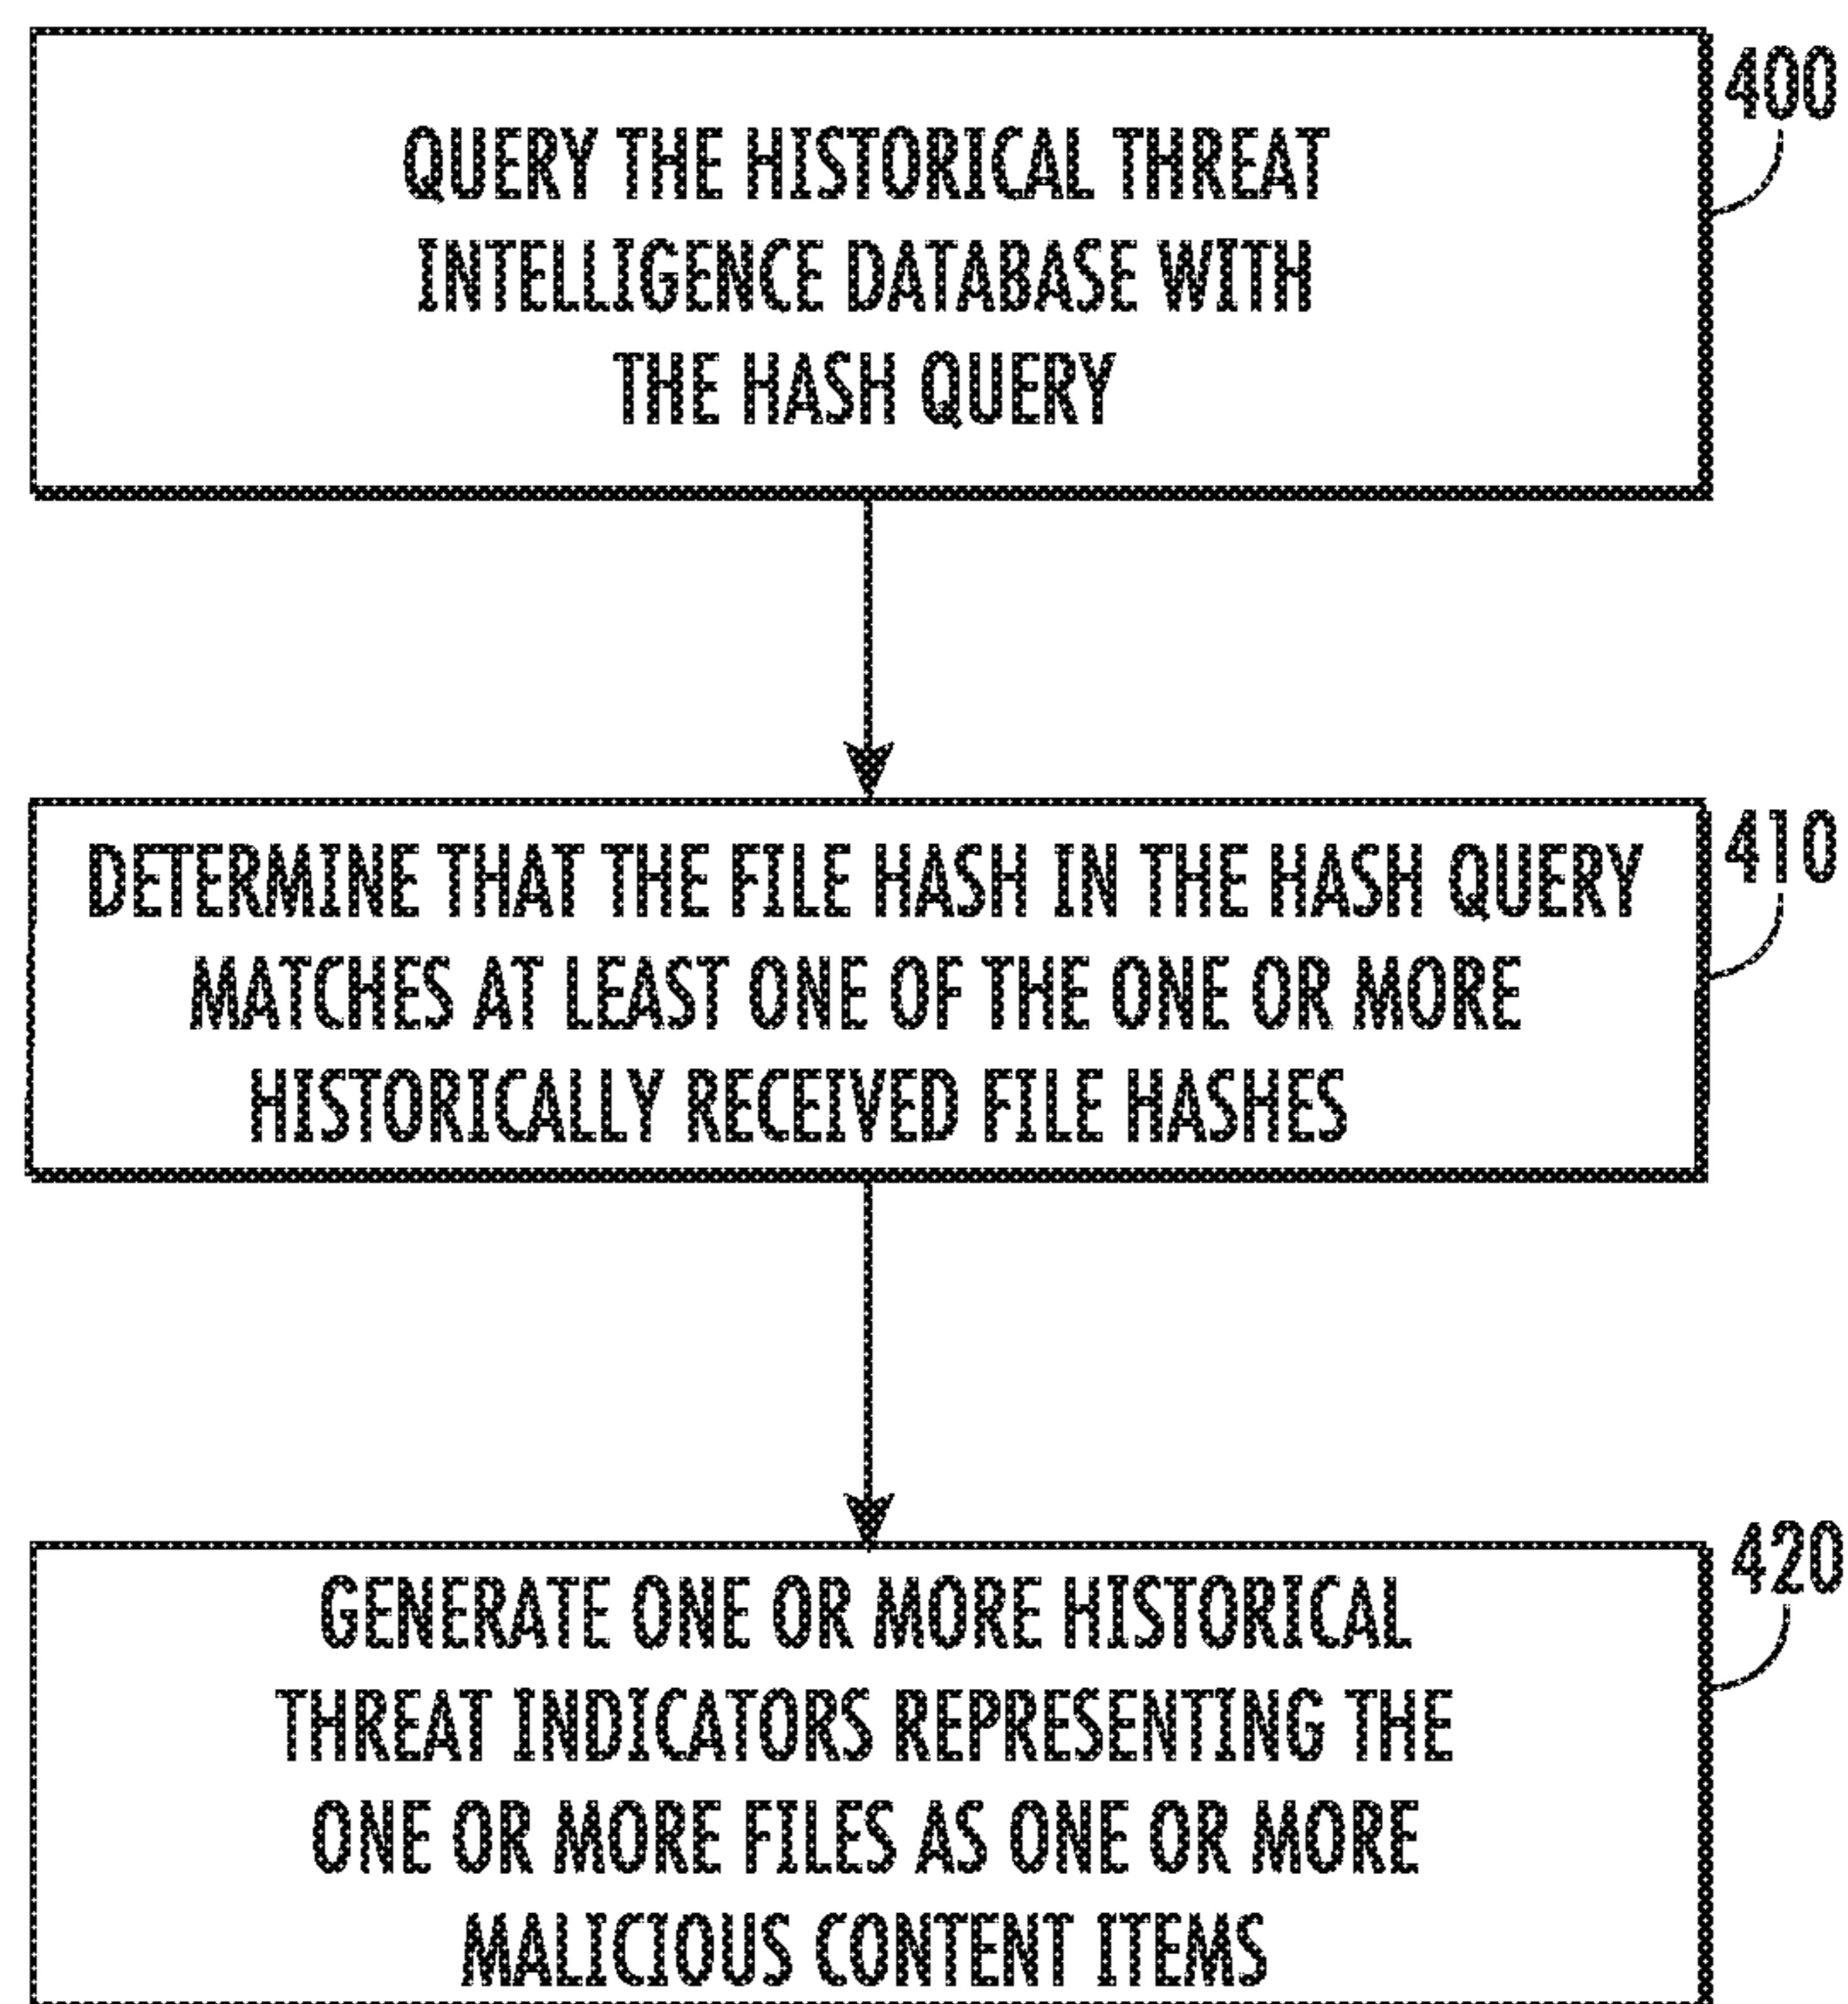 QUERY THE HISTORICAL THREAT
INTELLIGENCE DATABASE WITH
THE HASH QUERY
400
DETERMINE THAT THE FILE HASH IN THE HASH QUERY
MATCHES AT LEAST ONE OF THE ONE OR MORE
HISTORICALLY RECEIVED FILE HASHES
410
GENERATE ONE OR MORE HISTORICAL
THREAT INDICATORS REPRESENTING THE
ONE OR MORE FILES AS ONE OR MORE
MALICIOUS CONTENT ITEMS
420